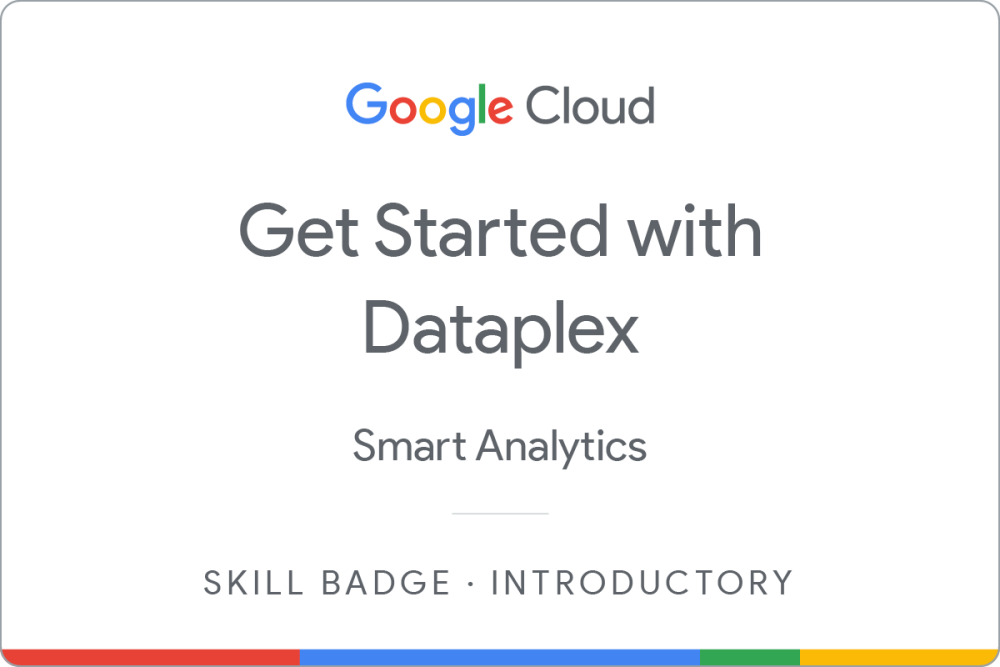 Google Cloud
Get Started with
Dataplex
Smart Analytics
SKILL BADGE · INTRODUCTORY